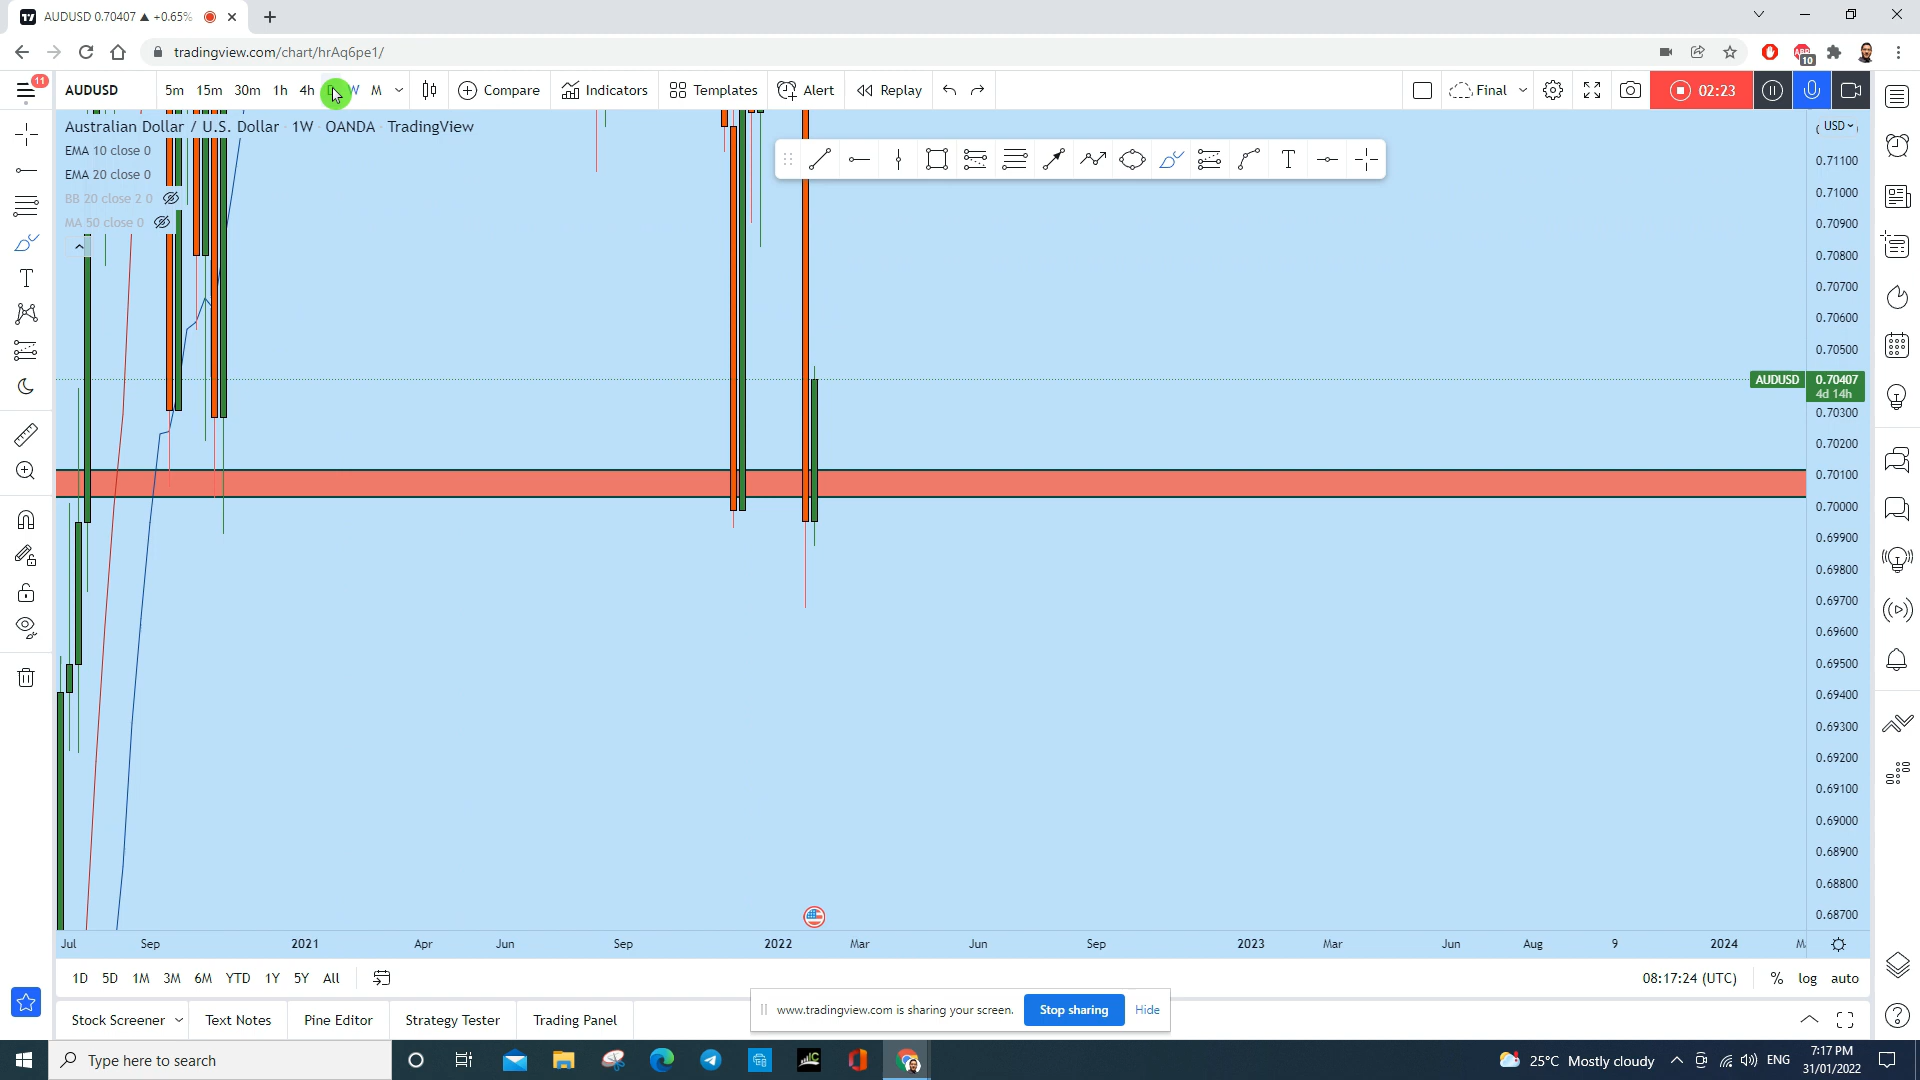 AUDUSD 0.70407 ▲ +0.65%
tradingview.com/chart/hrAq6pe1/
10
11
AUDUSD 5m 15m 30m 1h 4h W M Compare Indicators Templates Alert Replay Final 02:23
Australian Dollar / U.S. Dollar 1W OANDA TradingView
EMA 10 close 0
EMA 20 close 0
BB 20 close 2 0
MA 50 close 0
USD
0.71100
0.71000
0.70900
0.70800
0.70700
0.70600
0.70500
AUDUSD 0.70407
4d 14h
0.70300
0.70200
0.70100
0.70000
0.69900
0.69800
0.69700
0.69600
0.69500
0.69400
0.69300
0.69200
0.69100
0.69000
0.68900
0.68800
0.68700
Jul Sep 2021 Apr Jun Sep 2022 Mar Jun Sep 2023 Mar Jun Aug 9 2024
1D 5D 1M 3M 6M YTD 1Y 5Y All 08:17:24 (UTC) % log auto
www.tradingview.com is sharing your screen. Stop sharing Hide
Stock Screener Text Notes Pine Editor Strategy Tester Trading Panel
Type here to search
25°C Mostly cloudy ENG
7:17 PM
31/01/2022